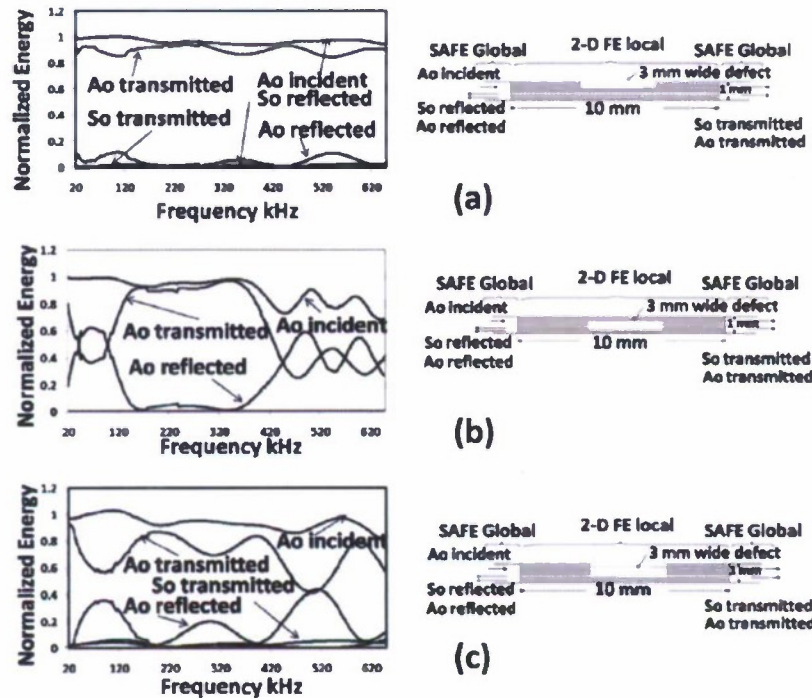 1.2
1
0.8
0.6
0.4
0.2
0
Normalized Energy
Ao transmitted
So transmitted
Ao incident
So reflected
Ao reflected
20 120 220 320 420 520 620
Frequency kHz
SAFE Global 2-D FE local SAFE Global
Ao incident
3 mm wide defect
1 mm
So reflected
Ao reflected
10 mm
So transmitted
Ao transmitted
(a)
1.2
1
0.8
0.6
0.4
0.2
0
Normalized Energy
Ao transmitted
Ao incident
Ao reflected
20 120 220 320 420 520 620
Frequency kHz
SAFE Global 2-D FE local SAFE Global
Ao incident
3 mm wide defect
1 mm
So reflected
Ao reflected
10 mm
So transmitted
Ao transmitted
(b)
1.2
1
0.8
0.6
0.4
0.2
0
Normalized Energy
Ao incident
Ao transmitted
So transmitted
Ao reflected
20 120 220 320 420 520 620
Frequency kHz
SAFE Global 2-D FE local SAFE Global
Ao incident
3 mm wide defect
1 mm
So reflected
Ao reflected
10 mm
So transmitted
Ao transmitted
(c)